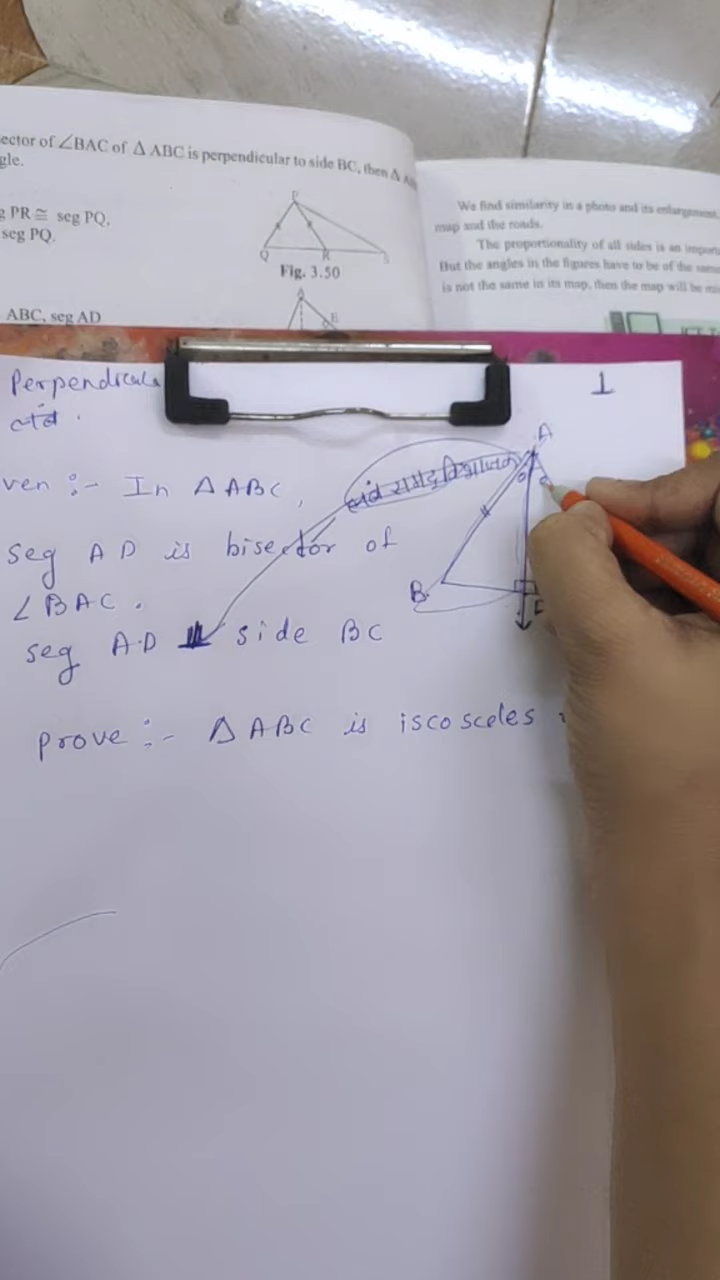 ector of ∠BAC of Δ ABC is perpendicular to side BC, then Δ
gle.
PR ≅ seg PQ,
seg PQ.
P
Q
R
S
Fig. 3.50
A
B
ABC, seg AD
We find similarity in a photo and its enlargement,
map and the roads.
The proportionality of all sides is an
But the angles in the figures have to be of the
is not the same in its map, then the map will be
ICT
Perpendicula
1
ven :- In Δ ABC,
A
seg AD is bisector of
∠BAC.
B
seg AD ⊥ side BC
prove :- Δ ABC is iscosceles